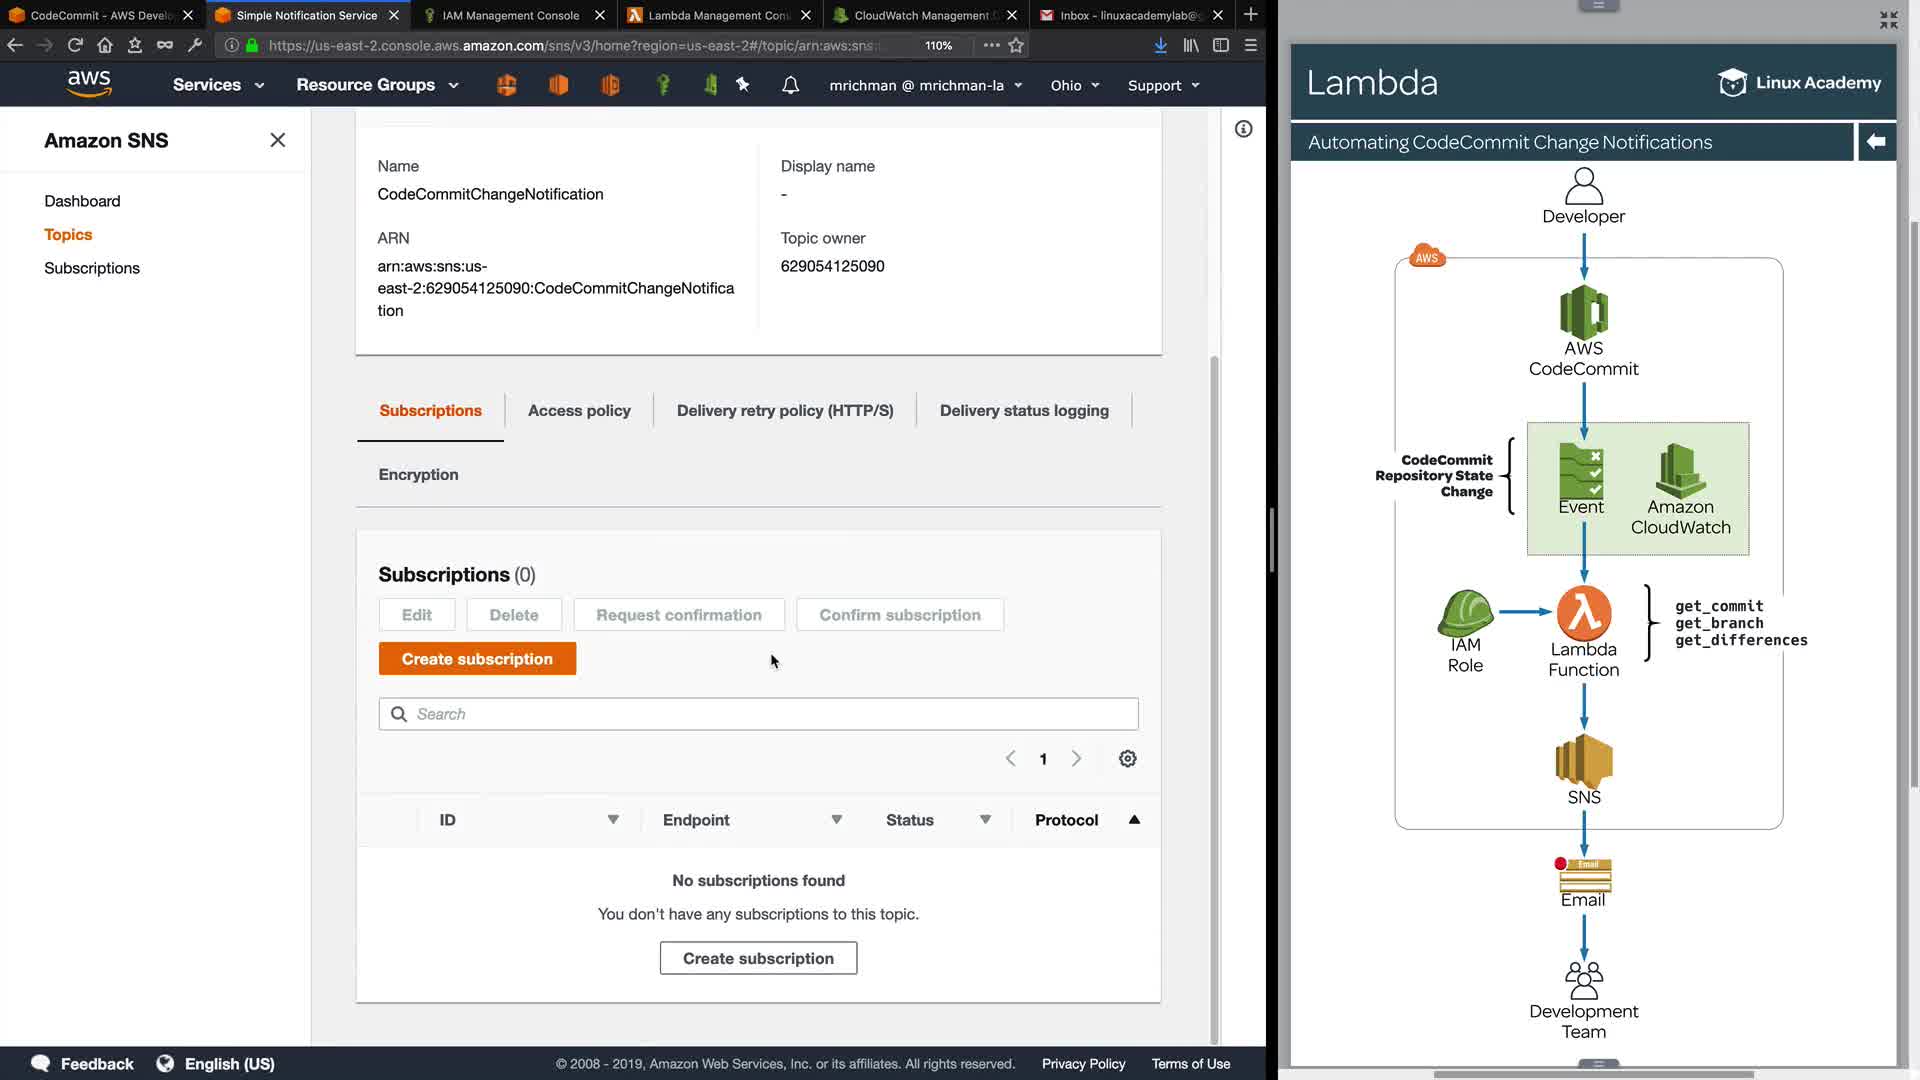 CodeCommit - AWS Develo
Simple Notification Service
IAM Management Console
Lambda Management Con
CloudWatch Management C
Inbox - linuxacademylab@g
https://us-east-2.console.aws.amazon.com/sns/v3/home?region=us-east-2#/topic/arn:aws:sns:
110%
aws
Services
Resource Groups
mrichman @ mrichman-la
Ohio
Support
Amazon SNS
Dashboard
Topics
Subscriptions
Name
CodeCommitChangeNotification
Display name
-
ARN
arn:aws:sns:us-
east-2:629054125090:CodeCommitChangeNotifica
tion
Topic owner
629054125090
Subscriptions
Access policy
Delivery retry policy (HTTP/S)
Delivery status logging
Encryption
Subscriptions (0)
Edit
Delete
Request confirmation
Confirm subscription
Create subscription
Search
1
ID
Endpoint
Status
Protocol
No subscriptions found
You don't have any subscriptions to this topic.
Create subscription
Feedback
English (US)
© 2008 - 2019, Amazon Web Services, Inc. or its affiliates. All rights reserved.
Privacy Policy
Terms of Use
Lambda
Linux Academy
Automating CodeCommit Change Notifications
Developer
AWS
AWS
CodeCommit
CodeCommit
Repository State
Change
Event
Amazon
CloudWatch
IAM
Role
Lambda
Function
get_commit
get_branch
get_differences
SNS
Email
Email
Development
Team